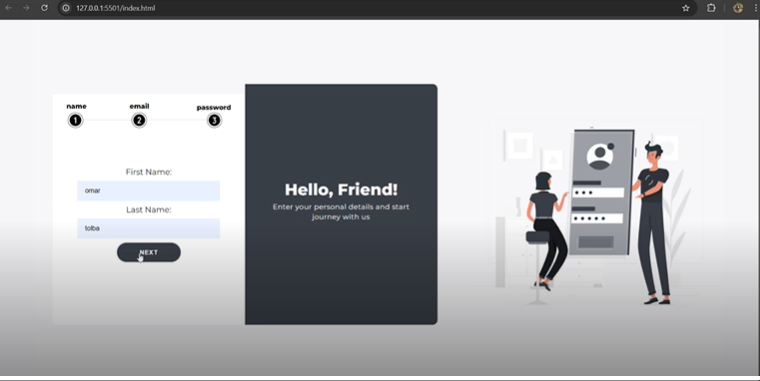 127.0.0.1:5501/index.html
name email password
1 2 3
First Name:
omar
Last Name:
tolba
NEXT
Hello, Friend!
Enter your personal details and start
journey with us